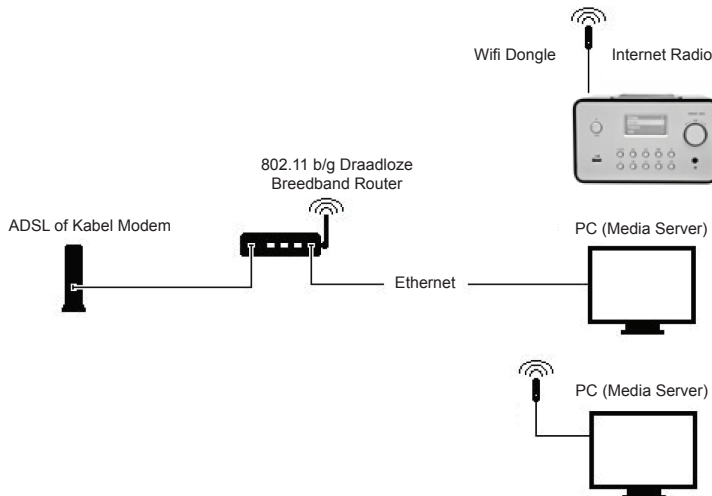 Wifi Dongle
Internet Radio
802.11 b/g Draadloze
Breedband Router
ADSL of Kabel Modem
PC (Media Server)
Ethernet
PC (Media Server)